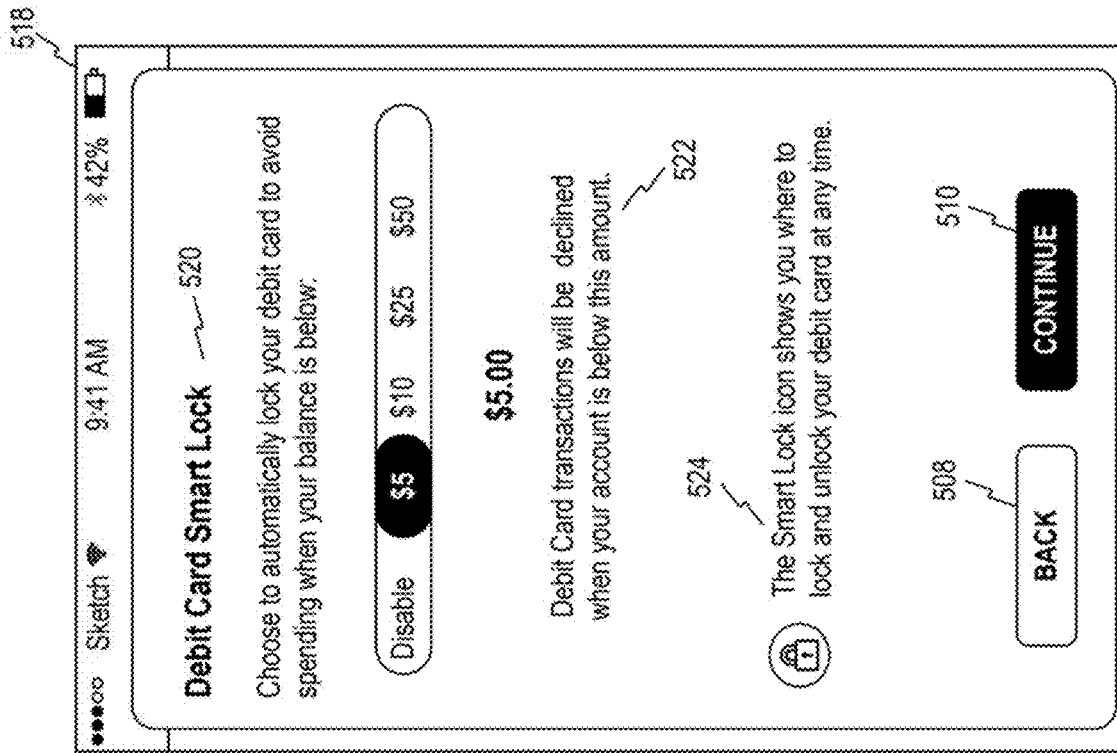 518
●●●○○ Sketch 9:41 AM 42%
Debit Card Smart Lock 520
Choose to automatically lock your debit card to avoid
spending when your balance is below:
Disable $5 $10 $25 $50
$5.00
Debit Card transactions will be declined
when your account is below this amount.
522
524
The Smart Lock icon shows you where to
lock and unlock your debit card at any time.
508 510
BACK CONTINUE